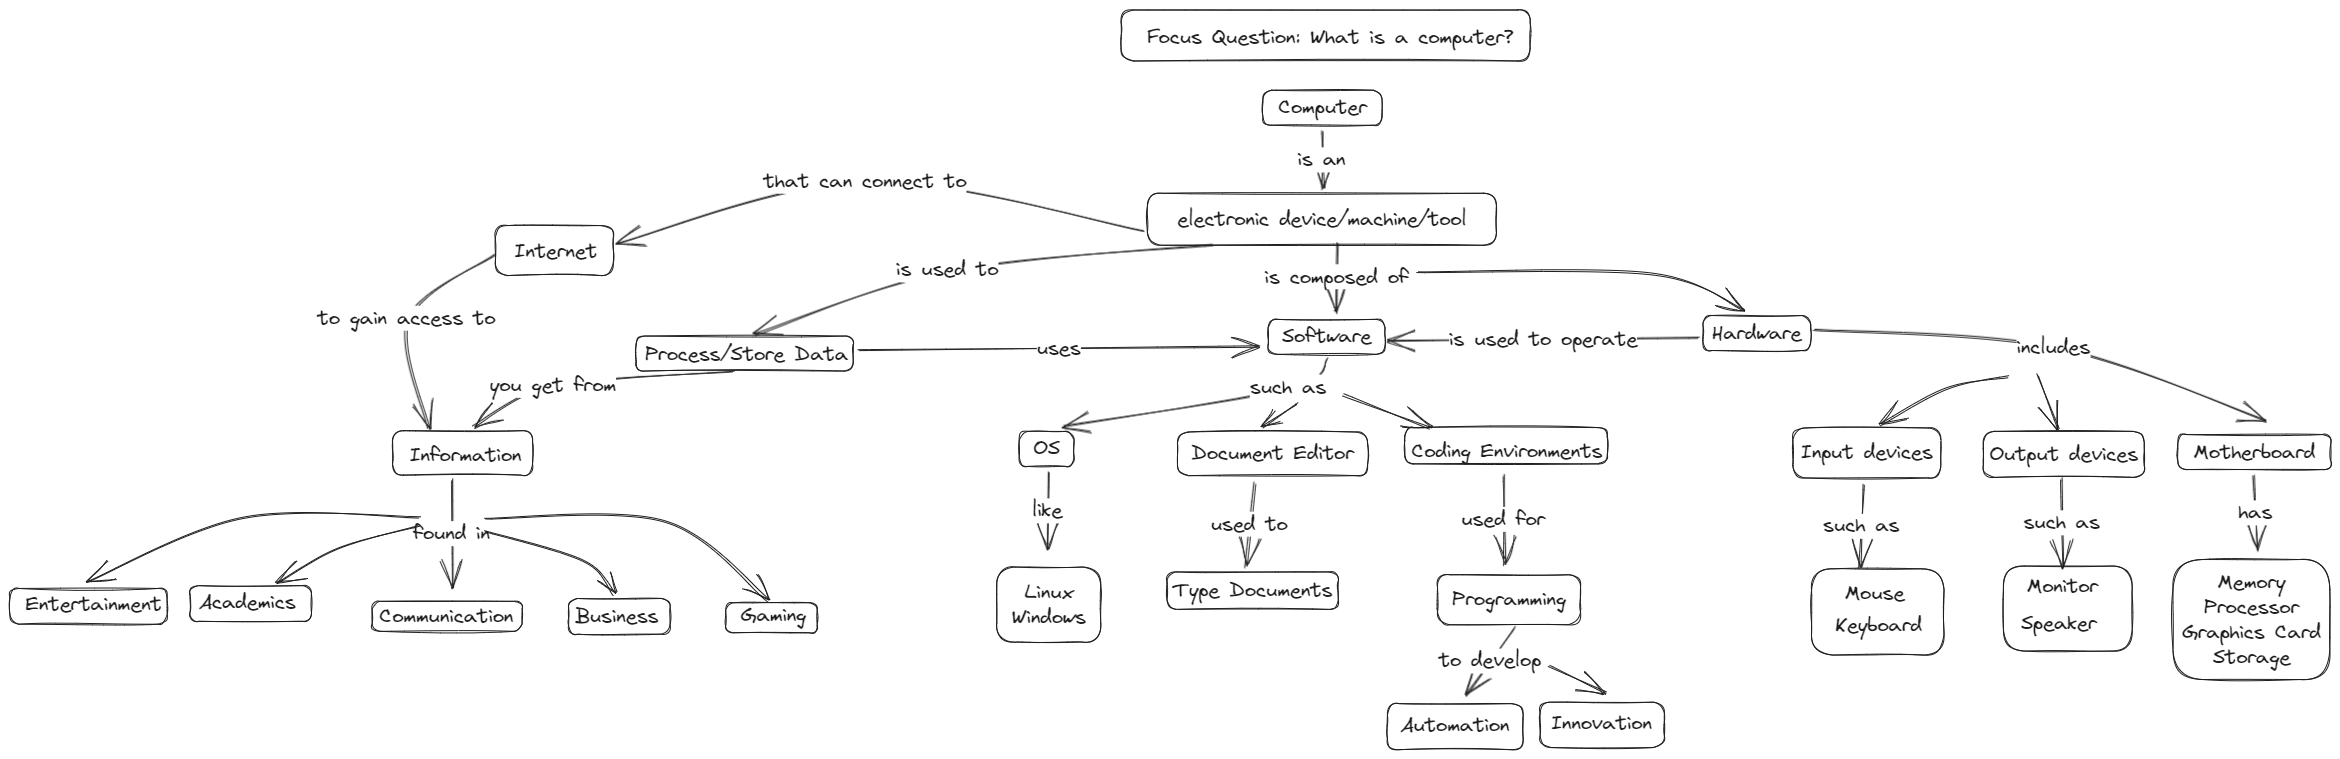 Focus Question: What is a computer?
Computer
is an
that can connect to
electronic device/machine/tool
Internet
is used to
is composed of
to gain access to
Process/Store Data
uses
Software
is used to operate
Hardware
includes
you get from
such as
Information
OS
Document Editor
Coding Environments
Input devices
Output devices
Motherboard
found in
like
used to
used for
such as
such as
has
Entertainment
Academics
Communication
Business
Gaming
Linux
Windows
Type Documents
Programming
Mouse
Keyboard
Monitor
Speaker
Memory
Processor
Graphics Card
Storage
to develop
Automation
Innovation